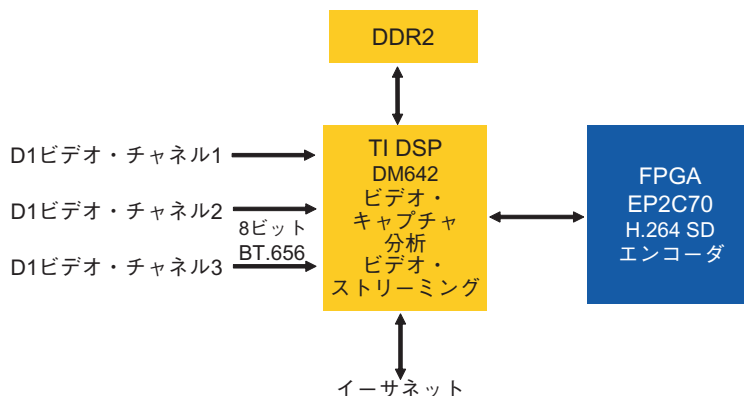 DDR2
D1ビデオ・チャネル1
D1ビデオ・チャネル2
8ビット
BT.656
D1ビデオ・チャネル3
TI DSP
DM642
ビデオ・
キャプチャ
分析
ビデオ・
ストリーミング
FPGA
EP2C70
H.264 SD
エンコーダ
イーサネット